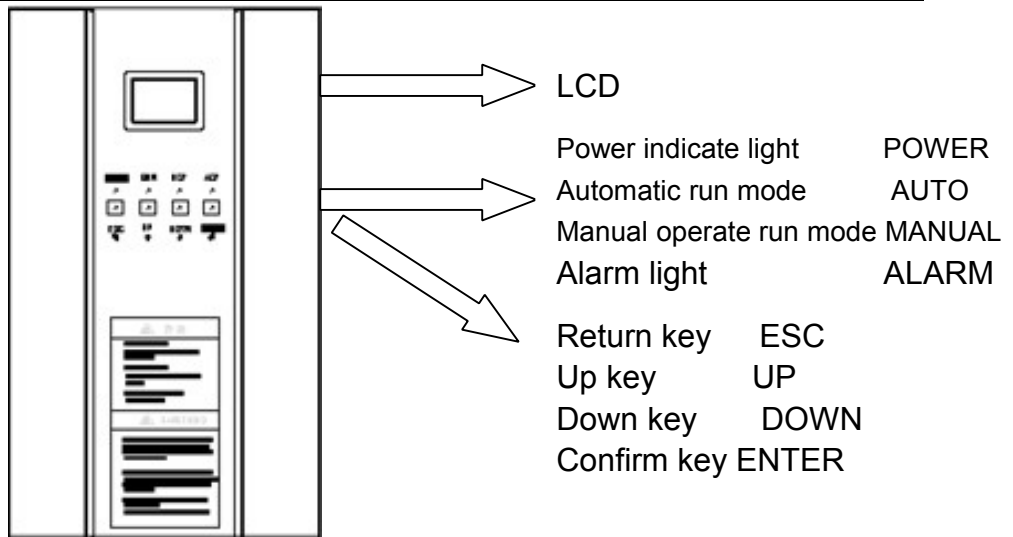 LCD
Power indicate light POWER
Automatic run mode AUTO
Manual operate run mode MANUAL
Alarm light ALARM
Return key ESC
Up key UP
Down key DOWN
Confirm key ENTER